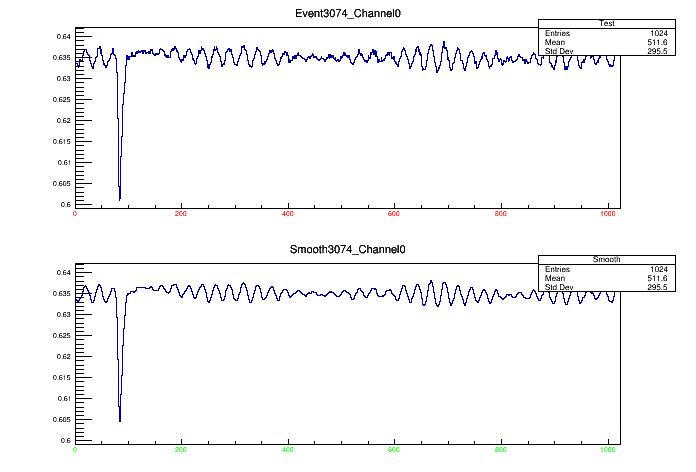 Event3074_Channel0
Test
Entries 1024
Mean 511.6
Std Dev 295.5
0.64
0.635
0.63
0.625
0.62
0.615
0.61
0.605
0.6
0 200 400 600 800 1000
Smooth3074_Channel0
Smooth
Entries 1024
Mean 511.6
Std Dev 295.5
0.64
0.635
0.63
0.625
0.62
0.615
0.61
0.605
0.6
0 200 400 600 800 1000